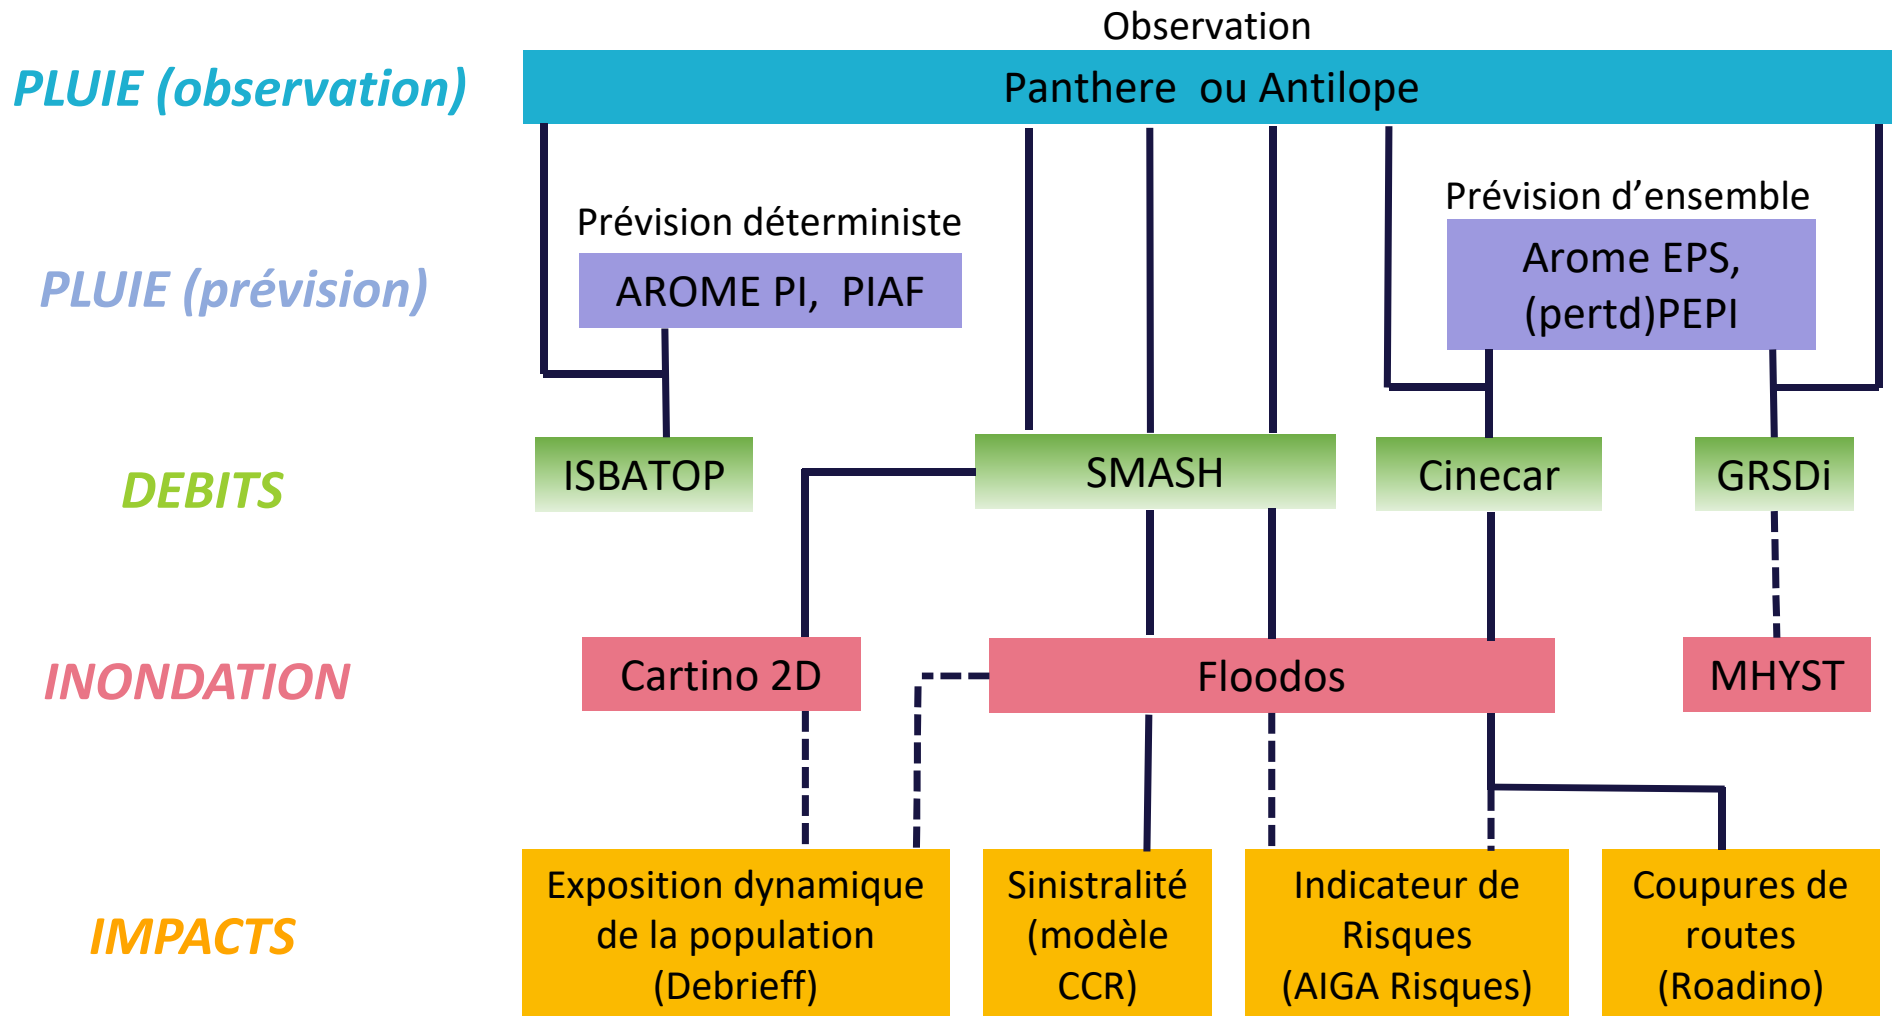 Observation
PLUIE (observation)
Panthere ou Antilope
Prévision déterministe
Prévision d’ensemble
PLUIE (prévision)
AROME PI, PIAF
Arome EPS,
(pertd)PEPI
DEBITS
ISBATOP
SMASH
Cinecar
GRSDi
INONDATION
Cartino 2D
Floodos
MHYST
IMPACTS
Exposition dynamique
de la population
(Debrieff)
Sinistralité
(modèle
CCR)
Indicateur de
Risques
(AIGA Risques)
Coupures de
routes
(Roadino)